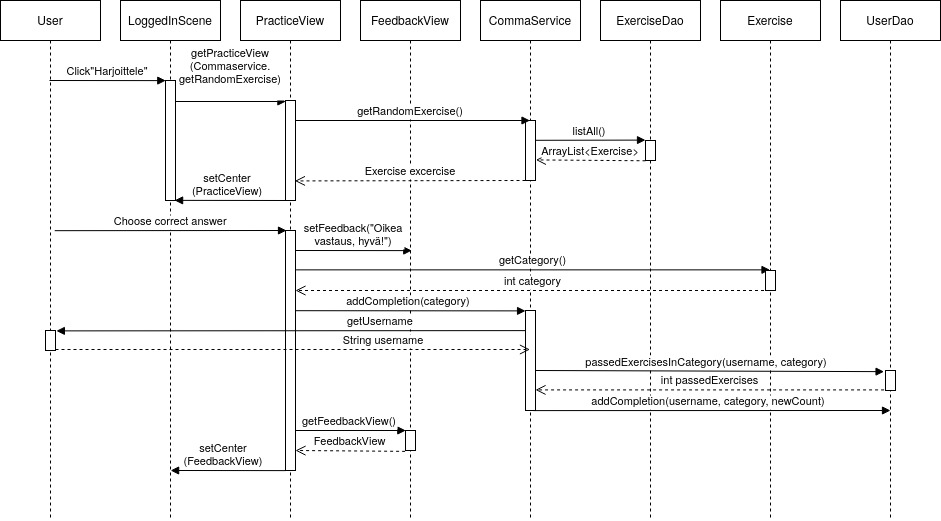 User
LoggedInScene
PracticeView
FeedbackView
CommaService
ExerciseDao
Exercise
UserDao
getPracticeView
(Commaservice.
getRandomExercise)
Click"Harjoittele"
getRandomExercise()
listAll()
ArrayList<Exercise>
Exercise excercise
setCenter
(PracticeView)
Choose correct answer
setFeedback("Oikea
vastaus, hyvä!")
getCategory()
int category
addCompletion(category)
getUsername
String username
passedExercisesInCategory(username, category)
int passedExercises
addCompletion(username, category, newCount)
getFeedbackView()
FeedbackView
setCenter
(FeedbackView)